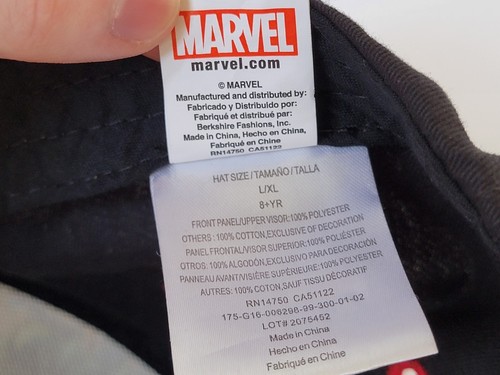 MARVEL
marvel.com
© MARVEL
Manufactured and distributed by:
Fabricado y Distribuido por:
Fabriqué et distribué par:
Berkshire Fashions, Inc.
Made in China, Hecho en China,
Fabriqué en Chine
RN14750 CA51122
HAT SIZE/TAMAÑO/TALLA
L/XL
8+YR
FRONT PANEL/UPPER VISOR:100% POLYESTER
OTHERS: 100% COTTON,EXCLUSIVE OF DECORATION
PANEL FRONTAL/VISOR SUPERIOR:100% POLIÉSTER
OTROS: 100% ALGODÓN,EXCLUSIVO PARA DECORACIÓN
PANNEAU AVANT/VISIÈRE SUPÉRIEURE:100% POLYESTER
AUTRES: 100% COTON,SAUF TISSU DÉCORATIF
RN14750 CA51122
175-G16-006298-99-300-01-02
LOT# 2075452
Made in China
Hecho en China
Fabriqué en Chine